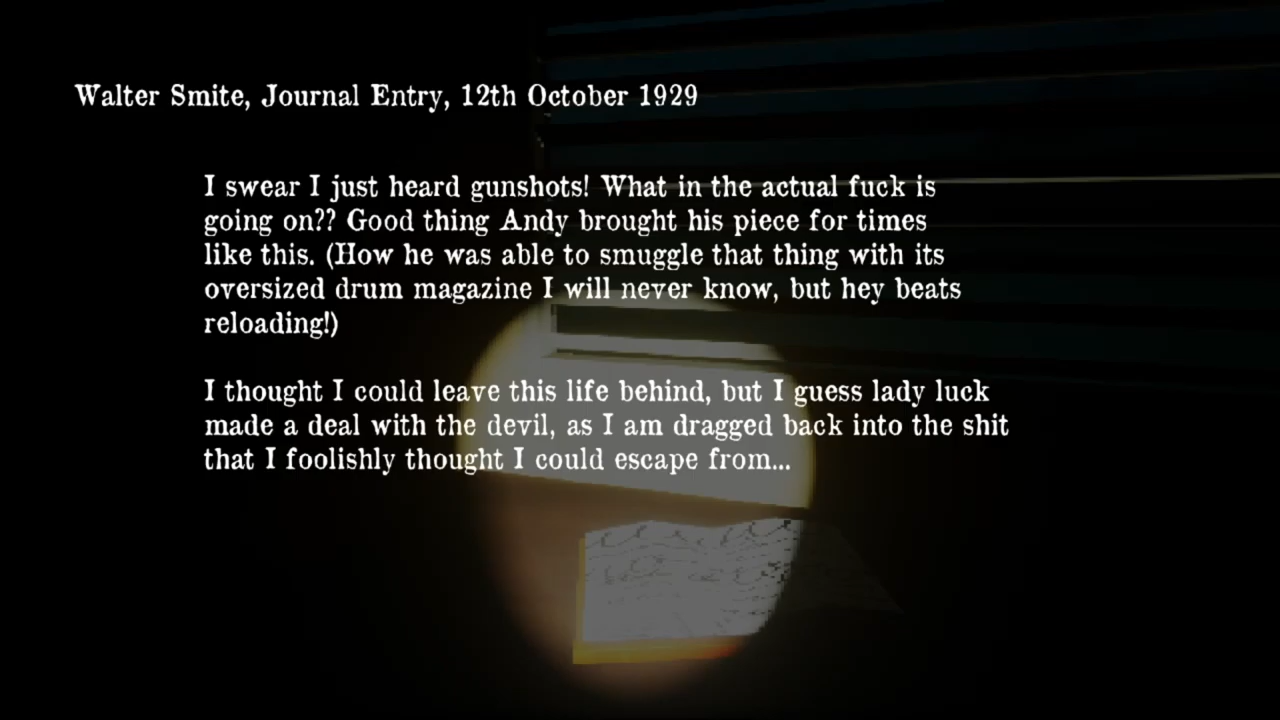 Walter Smite, Journal Entry, 12th October 1929
I swear I just heard gunshots! What in the actual fuck is
going on?? Good thing Andy brought his piece for times
like this. (How he was able to smuggle that thing with its
oversized drum magazine I will never know, but hey beats
reloading!)
I thought I could leave this life behind, but I guess lady luck
made a deal with the devil, as I am dragged back into the shit
that I foolishly thought I could escape from...